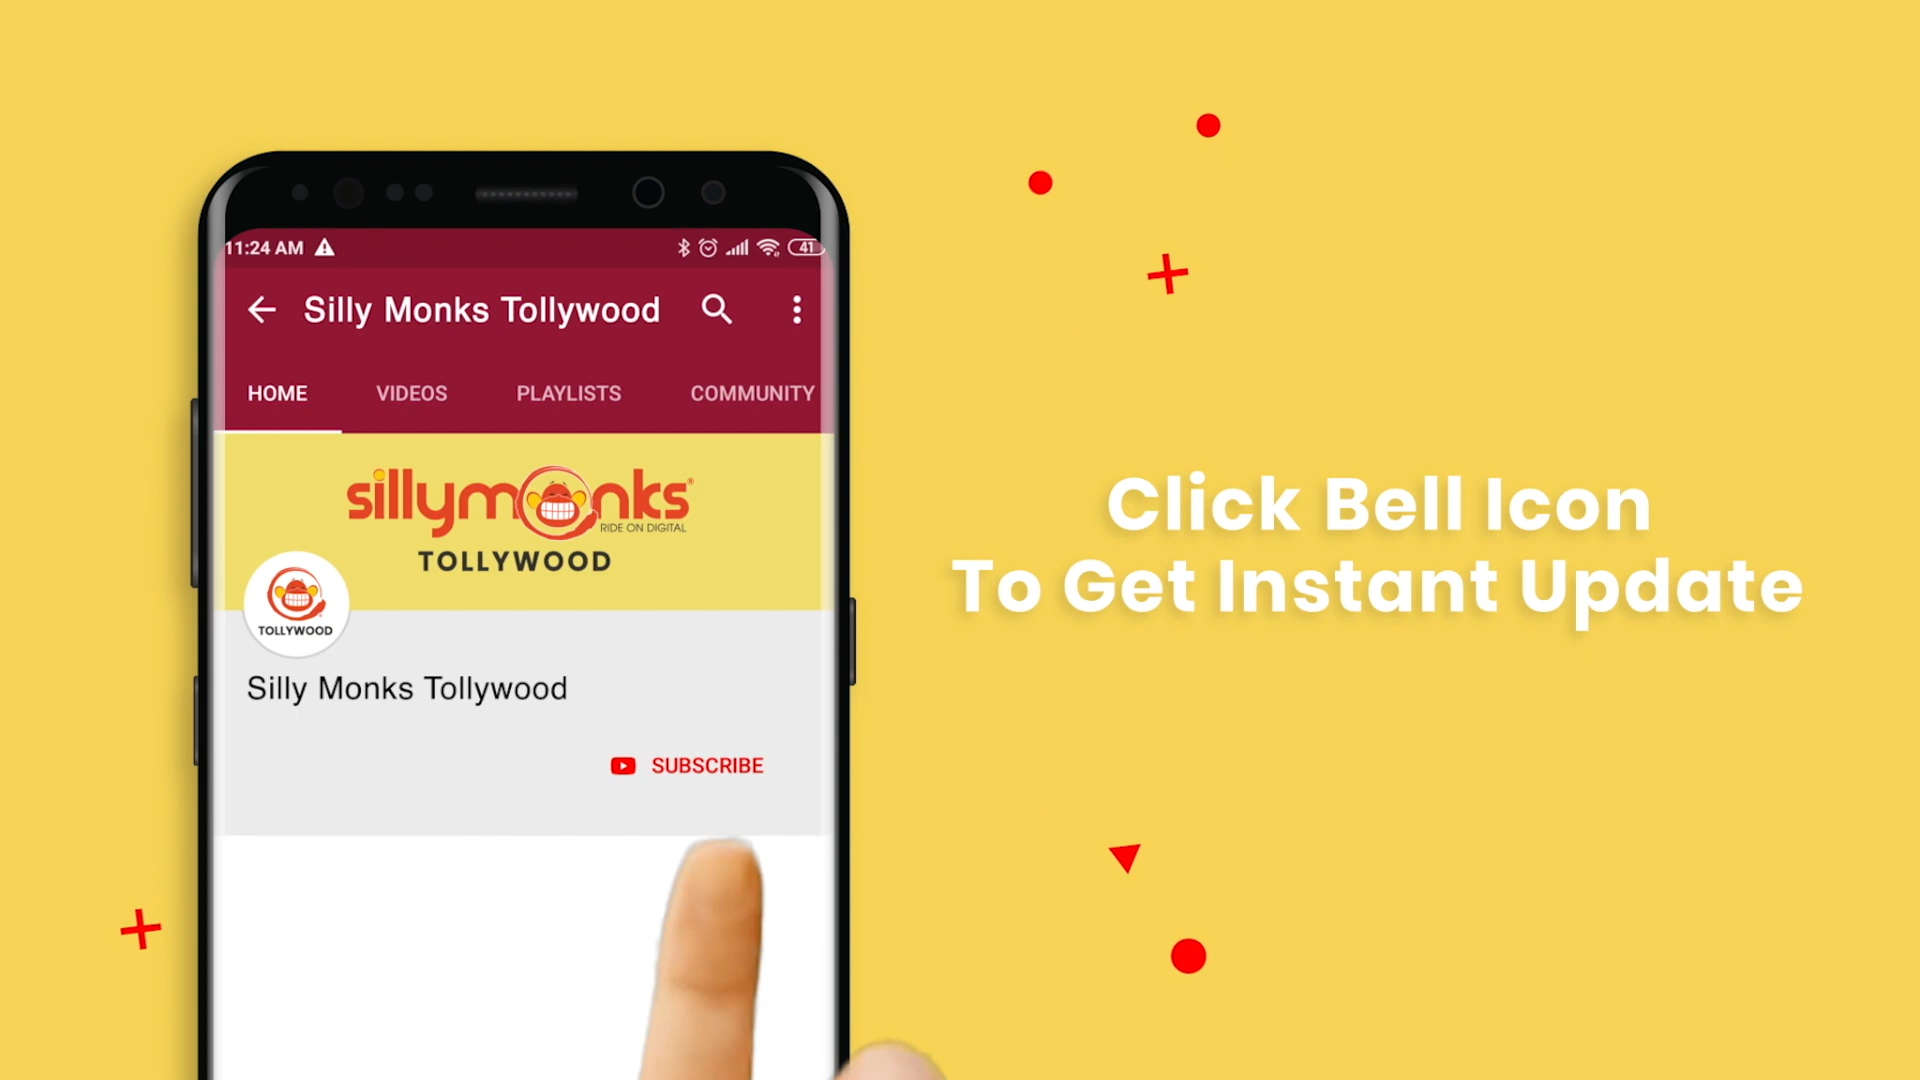 11:24 AM
41
Silly Monks Tollywood
HOME VIDEOS PLAYLISTS COMMUNITY
sillymonks®
RIDE ON DIGITAL
TOLLYWOOD
TOLLYWOOD
Silly Monks Tollywood
SUBSCRIBE
Click Bell Icon
To Get Instant Update